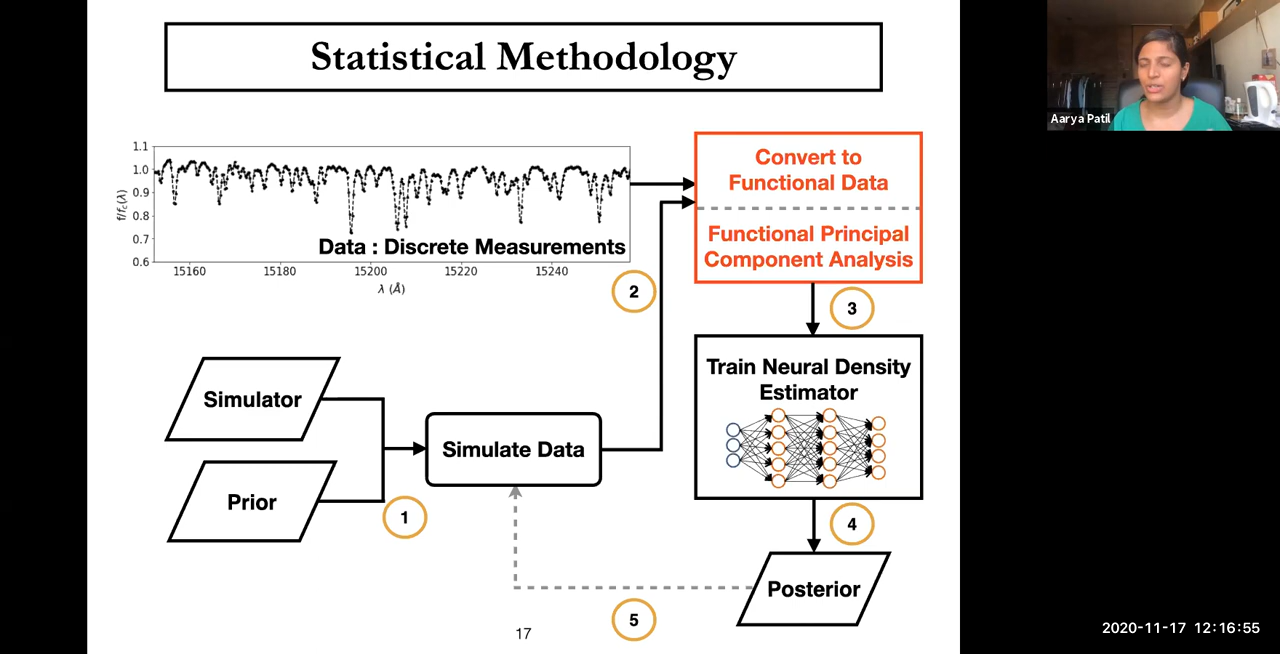 Statistical Methodology
Aarya Patil
1.1
1.0
0.9
0.8
0.7
0.6
f/fc(λ)
Data : Discrete Measurements
15160
15180
15200
15220
15240
λ (Å)
Convert to
Functional Data
Functional Principal
Component Analysis
2
3
Train Neural Density
Estimator
Simulator
Simulate Data
Prior
1
4
Posterior
5
17
2020-11-17 12:16:55